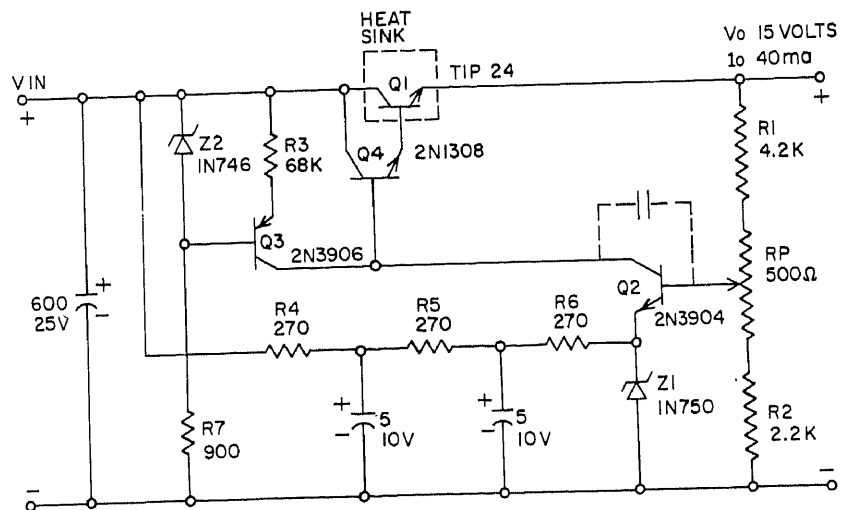 HEAT
SINK
Vo 15 VOLTS
Io 40ma
V IN
+
Q1
TIP 24
+
Z2
IN746
R3
68K
Q4
2N1308
R1
4.2K
Q3
2N3906
RP
500Ω
Q2
2N3904
600
25V
+
-
R4
270
R5
270
R6
270
Z1
IN750
R7
900
+
-
5
10V
+
-
5
10V
R2
2.2K
-
-